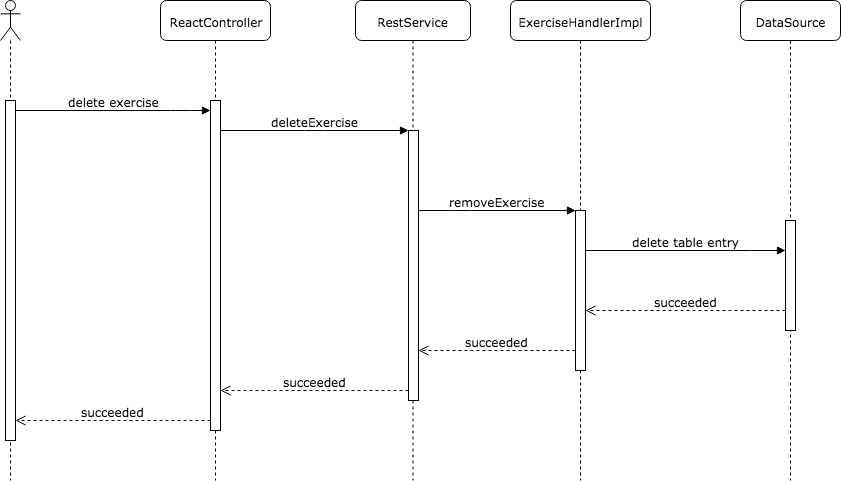 ReactController
RestService
ExerciseHandlerImpl
DataSource
delete exercise
deleteExercise
removeExercise
delete table entry
succeeded
succeeded
succeeded
succeeded